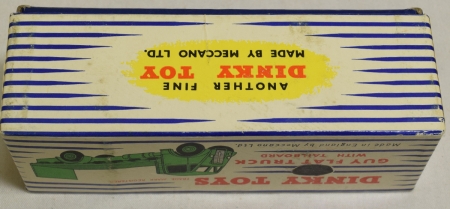 ANOTHER FINE
DINKY TOY
MADE BY MECCANO LTD.
DINKY TOYS
GUY FLAT TRUCK
WITH TAILBOARD
Made in England by Meccano Ltd.